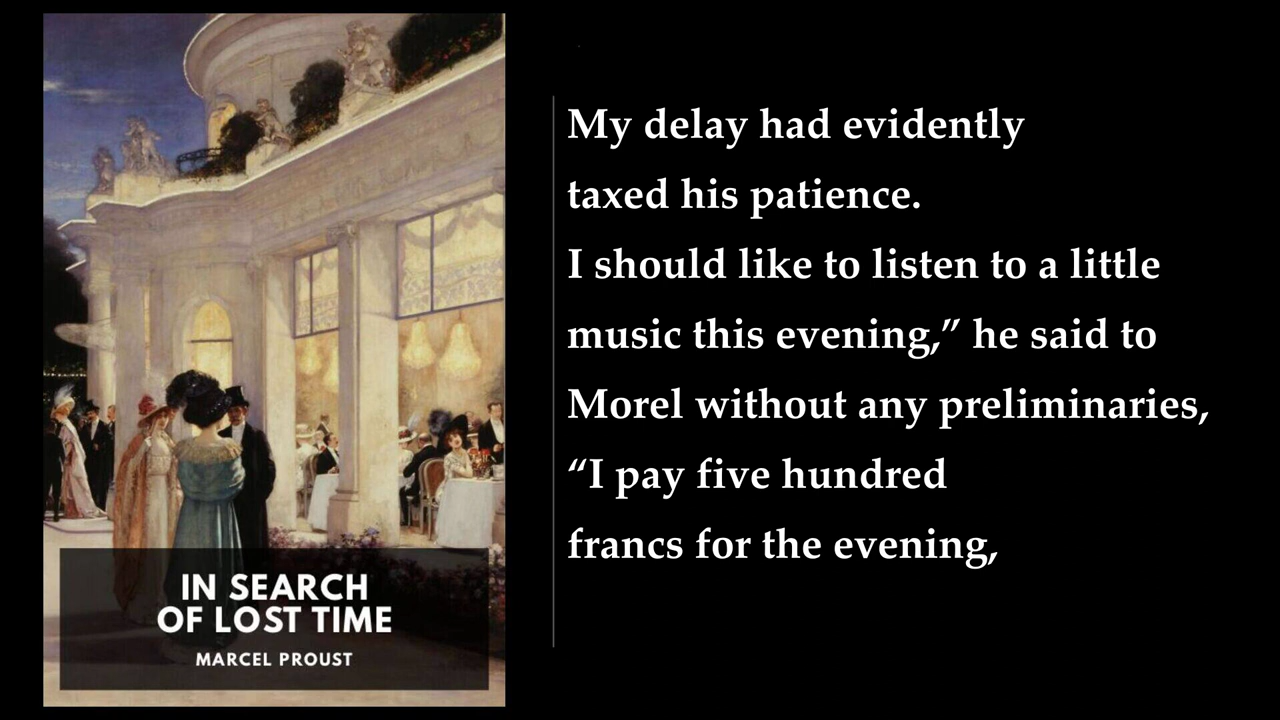 My delay had evidently
taxed his patience.
I should like to listen to a little
music this evening,” he said to
Morel without any preliminaries,
“I pay five hundred
francs for the evening,
IN SEARCH
OF LOST TIME
MARCEL PROUST